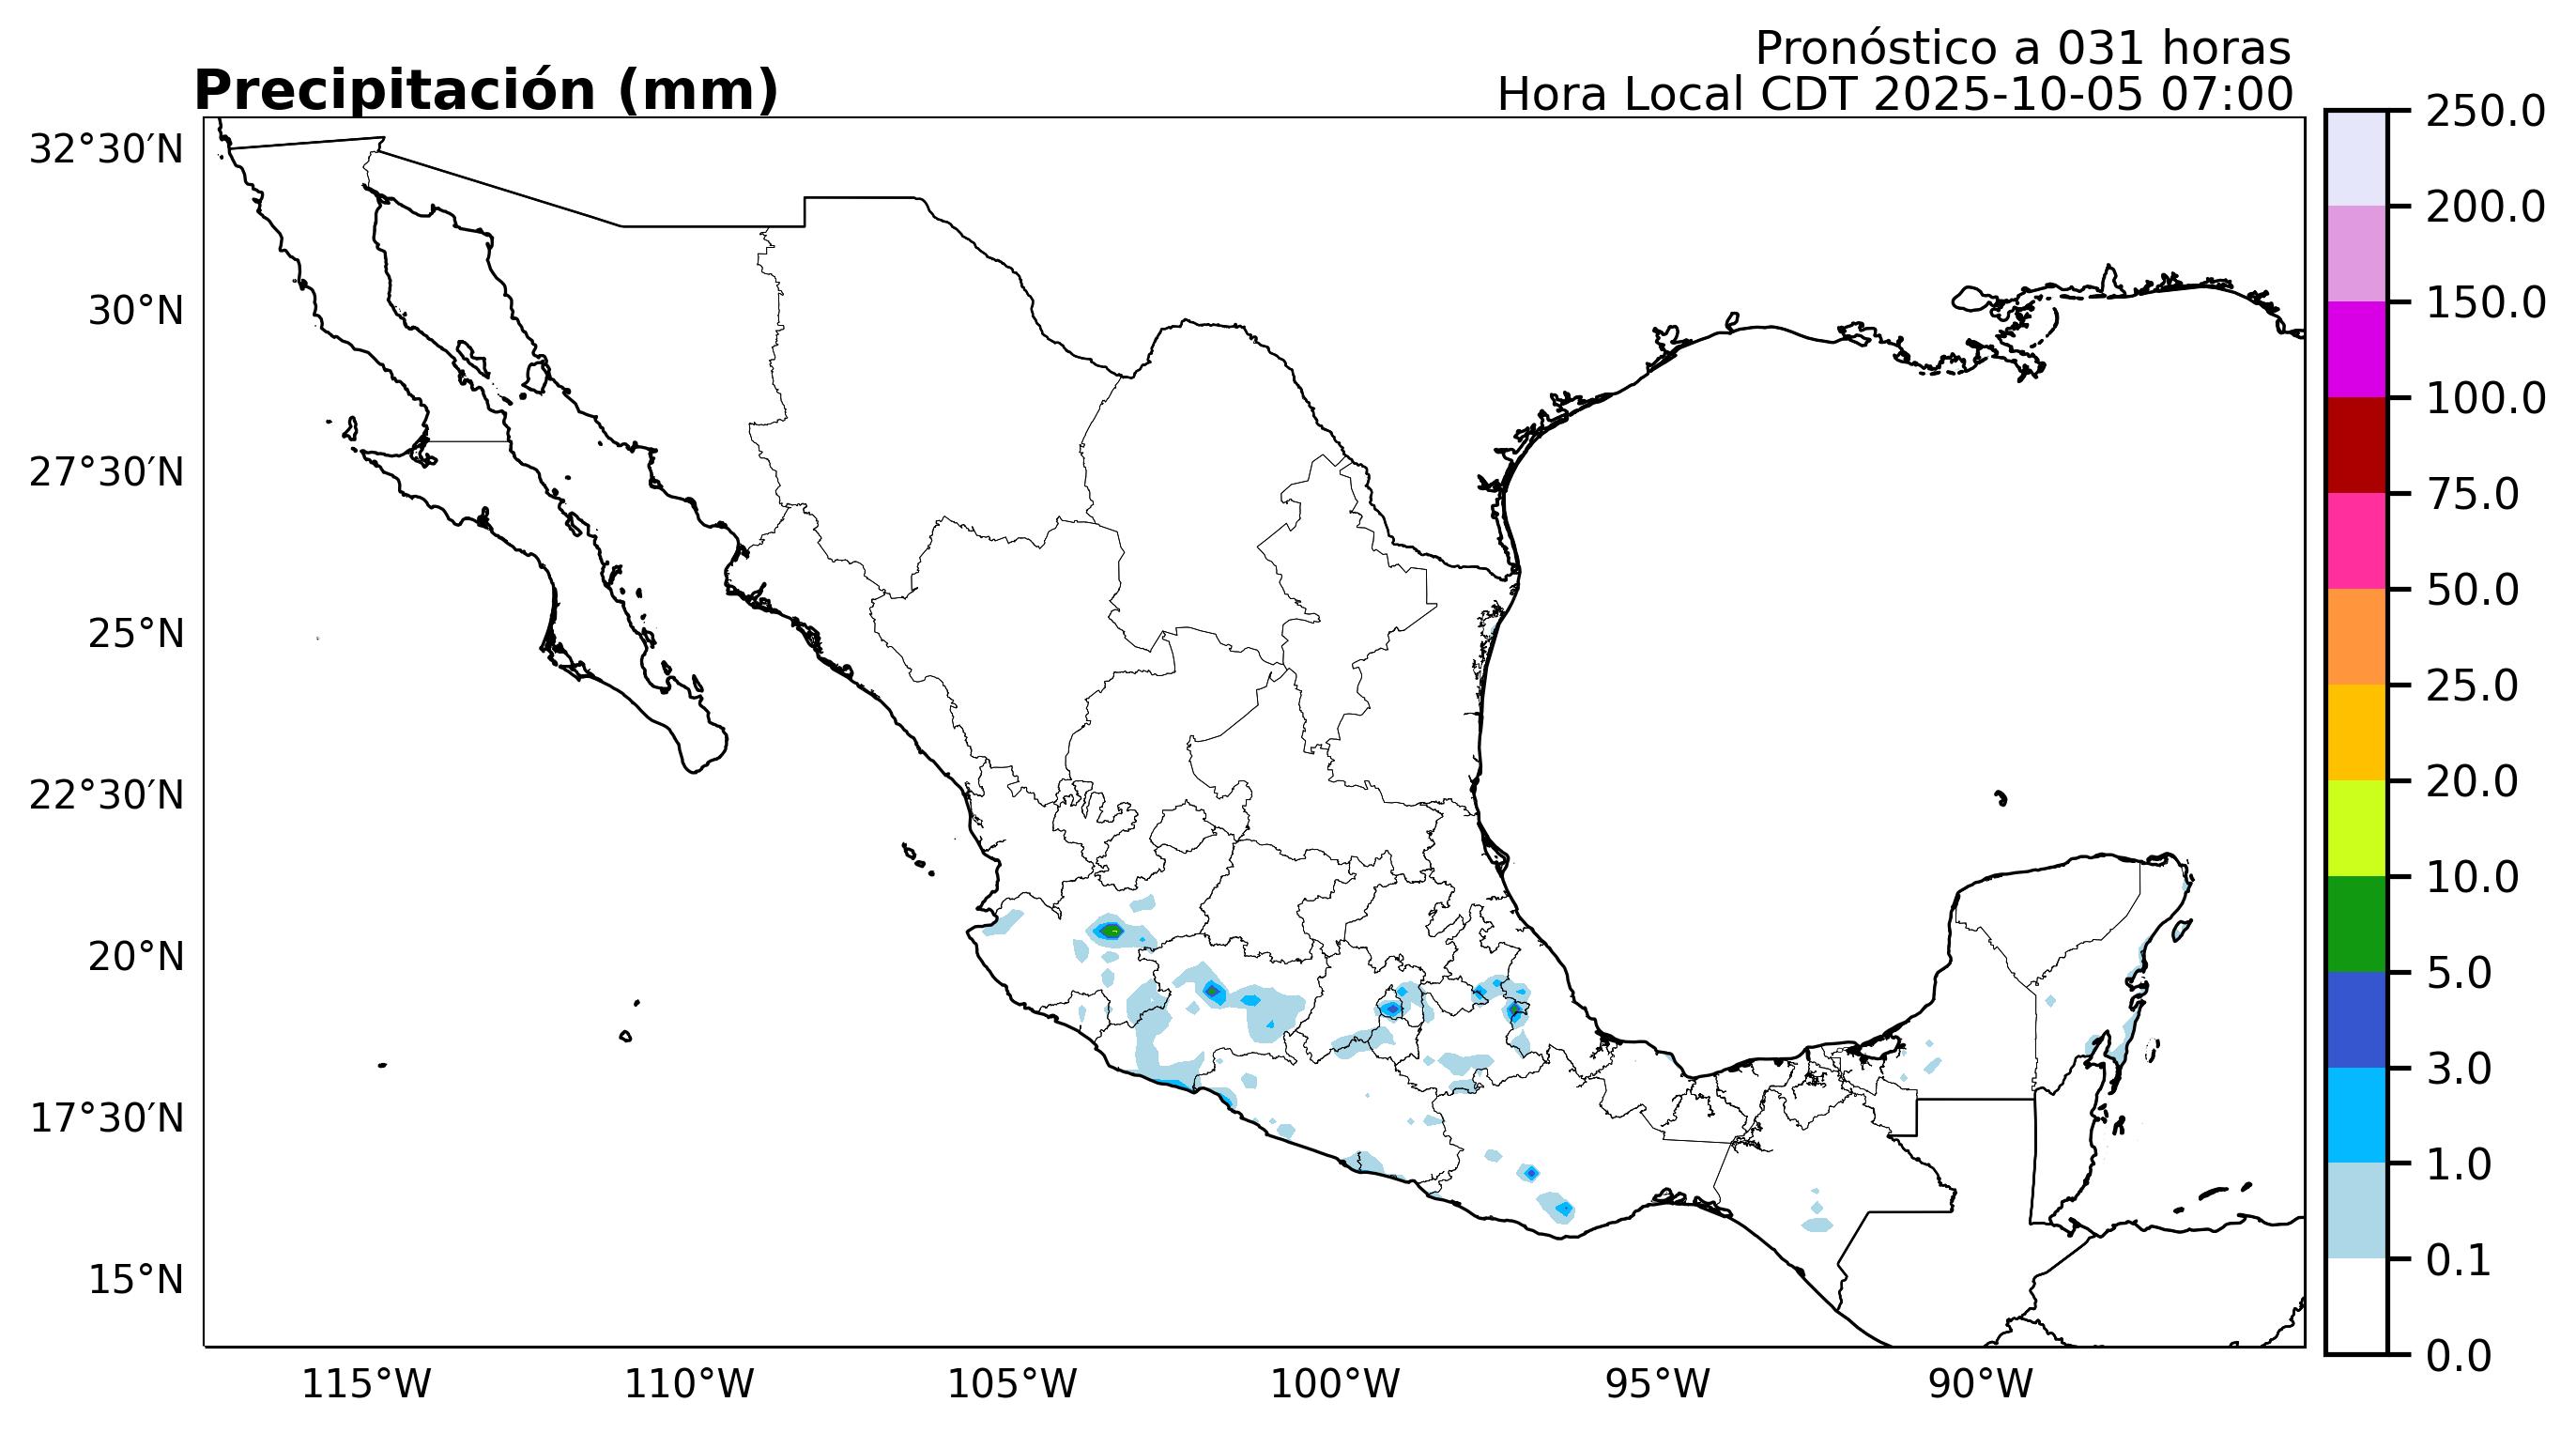 Pronóstico a 031 horas
Precipitación (mm)
Hora Local CDT 2025-10-05 07:00
32°30′N
30°N
27°30′N
25°N
22°30′N
20°N
17°30′N
15°N
115°W
110°W
105°W
100°W
95°W
90°W
250.0
200.0
150.0
100.0
75.0
50.0
25.0
20.0
10.0
5.0
3.0
1.0
0.1
0.0